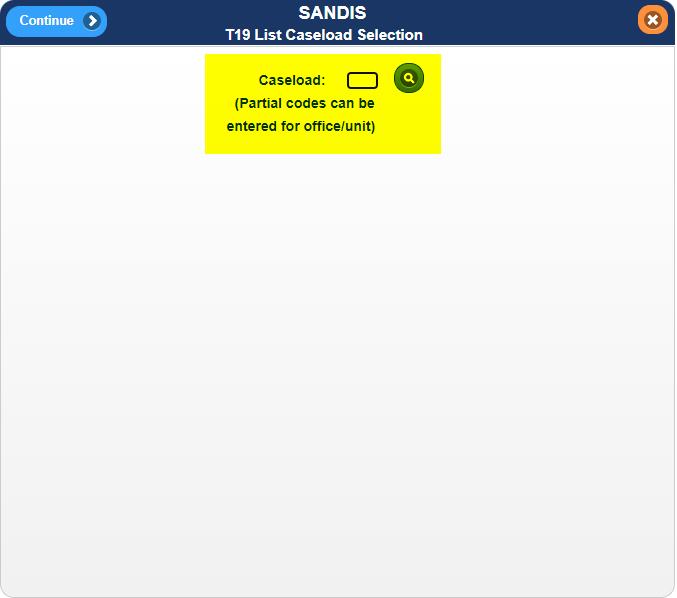 Continue
SANDIS
T19 List Caseload Selection
Caseload:
(Partial codes can be
entered for office/unit)